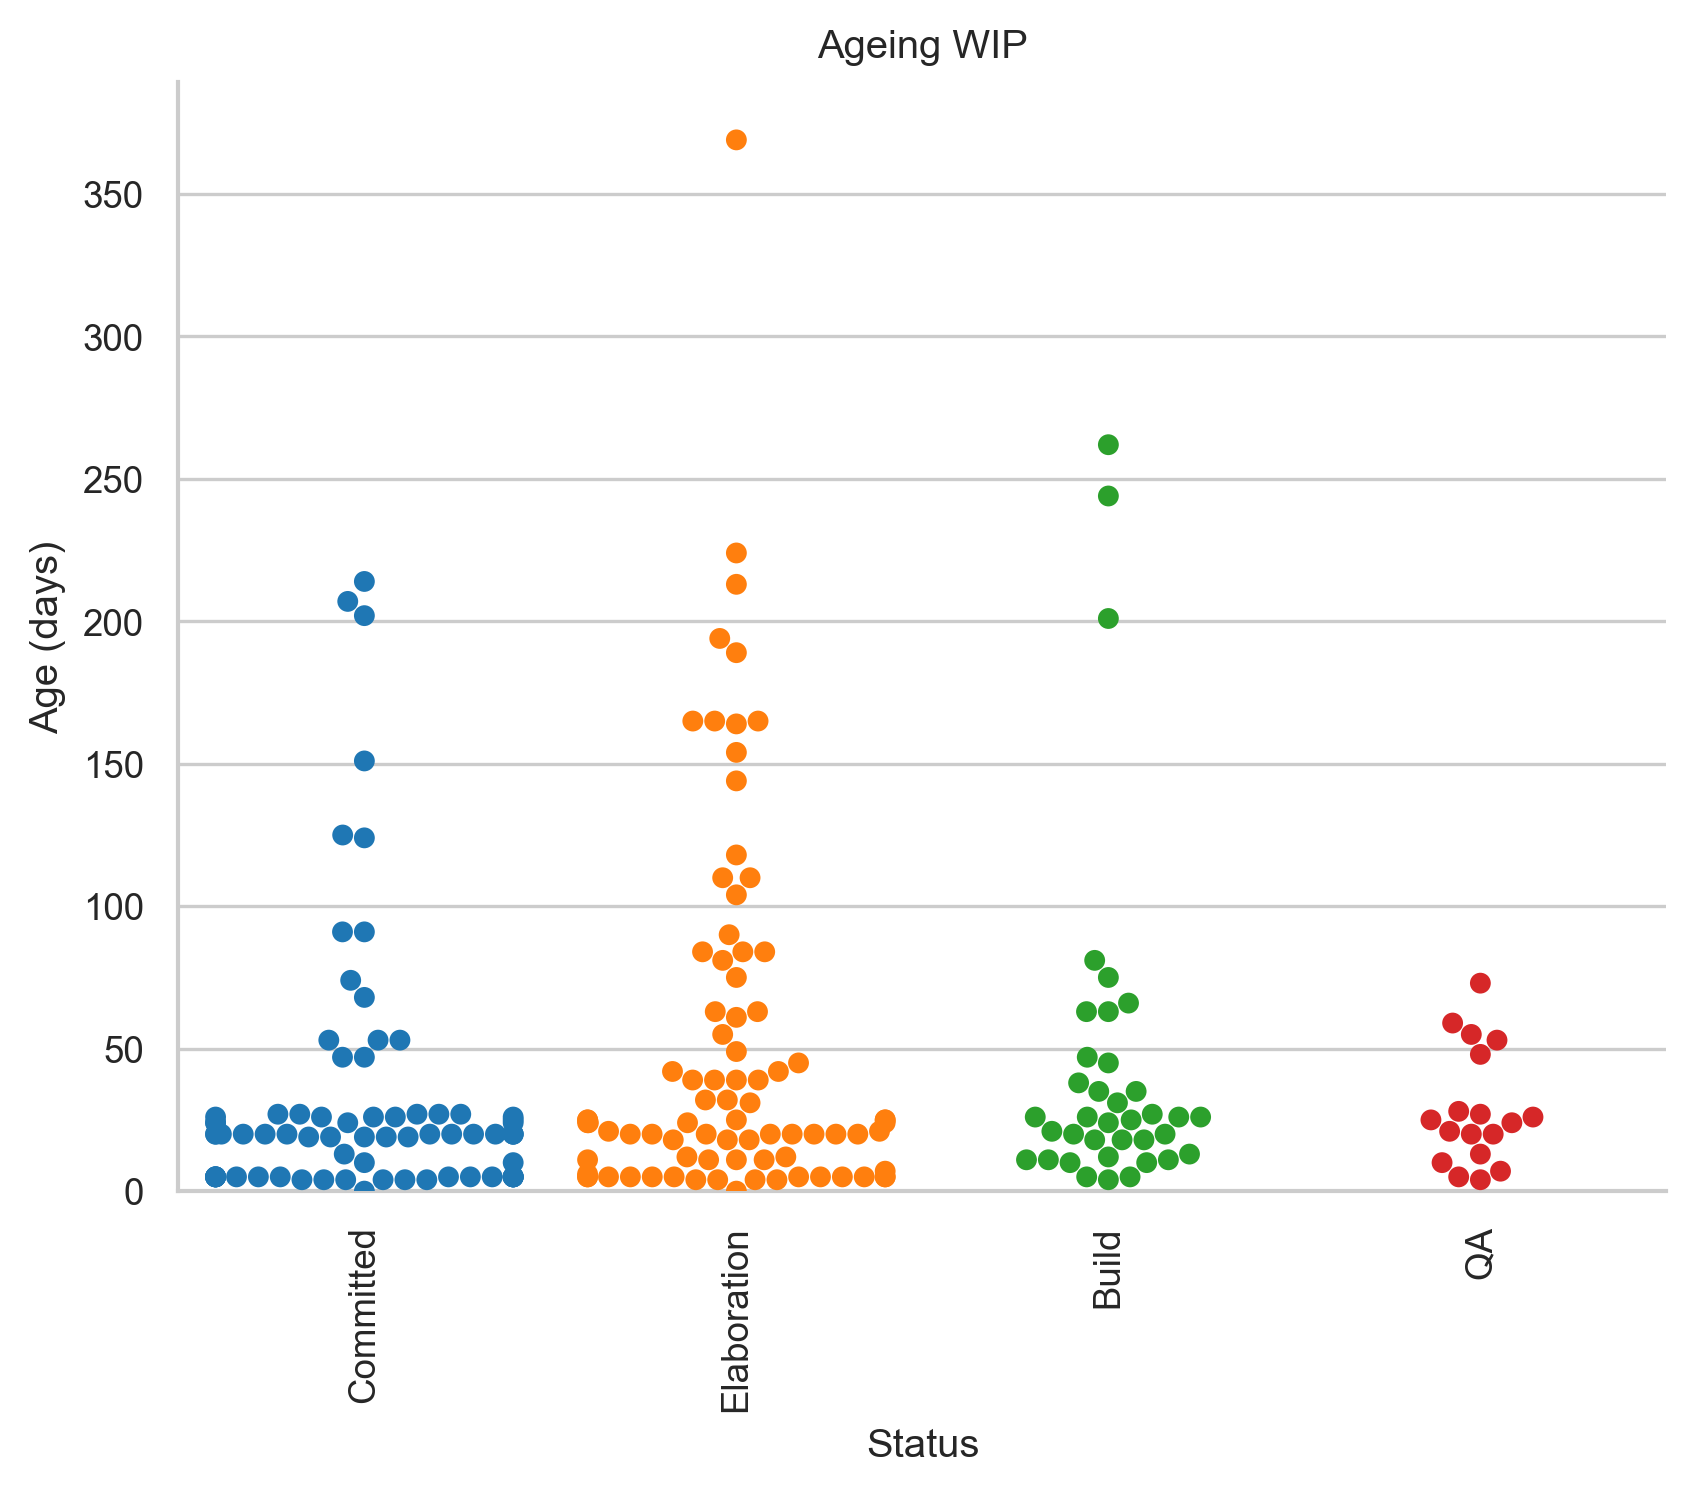 Ageing WIP
350
300
250
200
150
100
50
0
Age (days)
Committed
Elaboration
Build
QA
Status